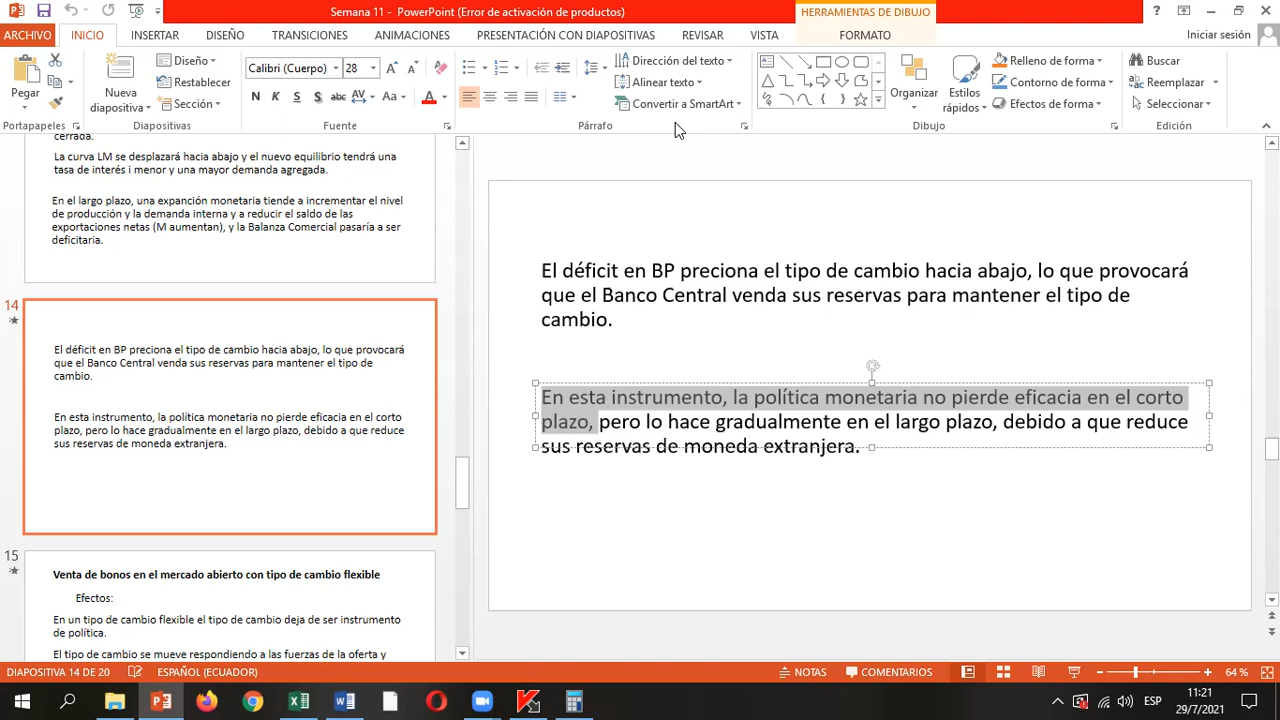 Semana 11 - PowerPoint (Error de activación de productos)
HERRAMIENTAS DE DIBUJO
ARCHIVO INICIO INSERTAR DISEÑO TRANSICIONES ANIMACIONES PRESENTACIÓN CON DIAPOSITIVAS REVISAR VISTA FORMATO Iniciar sesión
Pegar
Portapapeles
Nueva diapositiva
Diseño
Restablecer
Sección
Diapositivas
Calibri (Cuerpo) 28
N K S S abc AV Aa A
Fuente
Dirección del texto
Alinear texto
Convertir a SmartArt
Párrafo
Organizar
Estilos rápidos
Relleno de forma
Contorno de forma
Efectos de forma
Dibujo
Buscar
Reemplazar
Seleccionar
Edición
cerrada.
La curva LM se desplazará hacia abajo y el nuevo equilibrio tendrá una
tasa de interés i menor y una mayor demanda agregada.
En el largo plazo, una expansión monetaria tiende a incrementar el nivel
de producción y la demanda interna y a reducir el saldo de las
exportaciones netas (M aumentan), y la Balanza Comercial pasaría a ser
deficitaria.
14
El déficit en BP preciona el tipo de cambio hacia abajo, lo que provocará
que el Banco Central venda sus reservas para mantener el tipo de
cambio.
En esta instrumento, la política monetaria no pierde eficacia en el corto
plazo, pero lo hace gradualmente en el largo plazo, debido a que reduce
sus reservas de moneda extranjera.
15
Venta de bonos en el mercado abierto con tipo de cambio flexible
Efectos:
En un tipo de cambio flexible el tipo de cambio deja de ser instrumento
de política.
El tipo de cambio se mueve respondiendo a las fuerzas de la oferta y
El déficit en BP preciona el tipo de cambio hacia abajo, lo que provocará
que el Banco Central venda sus reservas para mantener el tipo de
cambio.
En esta instrumento, la política monetaria no pierde eficacia en el corto
plazo, pero lo hace gradualmente en el largo plazo, debido a que reduce
sus reservas de moneda extranjera.
DIAPOSITIVA 14 DE 20 ESPAÑOL (ECUADOR) NOTAS COMENTARIOS 64 %
ESP
11:21
29/7/2021